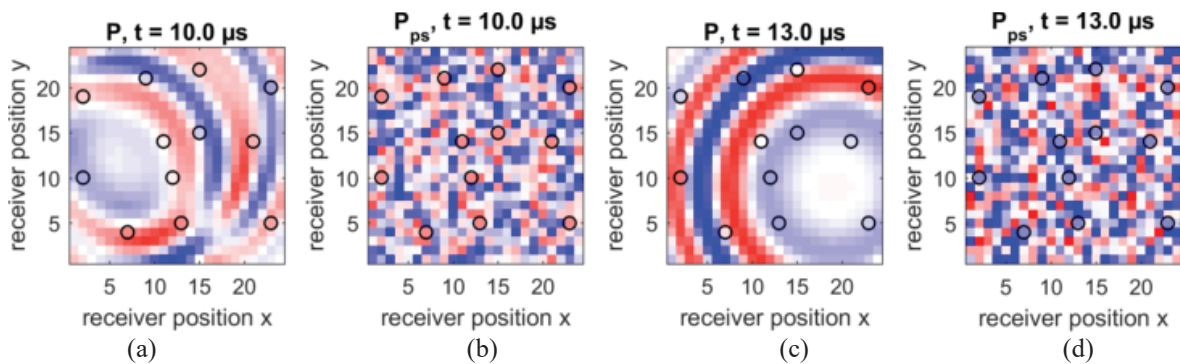 P, t = 10.0 µs
receiver position y
20
15
10
5
5 10 15 20
receiver position x
(a)
P_ps, t = 10.0 µs
receiver position y
20
15
10
5
5 10 15 20
receiver position x
(b)
P, t = 13.0 µs
receiver position y
20
15
10
5
5 10 15 20
receiver position x
(c)
P_ps, t = 13.0 µs
receiver position y
20
15
10
5
5 10 15 20
receiver position x
(d)